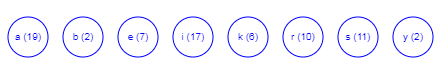 a (19) b (2) e (7) i (17) k (6) r (10) s (11) y (2)